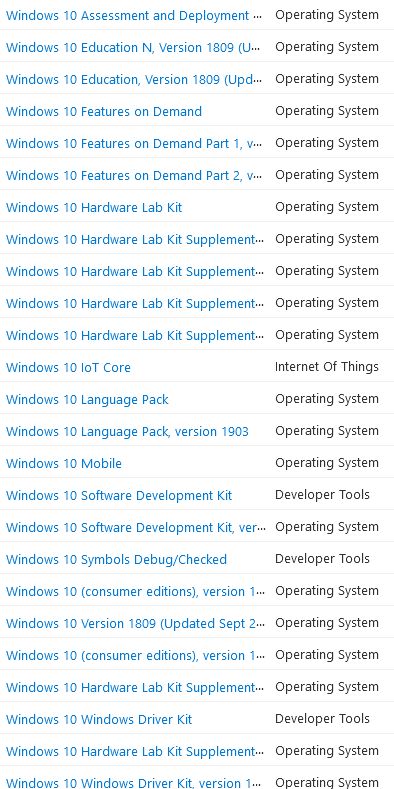 Windows 10 Assessment and Deployment ... Operating System
Windows 10 Education N, Version 1809 (U... Operating System
Windows 10 Education, Version 1809 (Upd... Operating System
Windows 10 Features on Demand Operating System
Windows 10 Features on Demand Part 1, v... Operating System
Windows 10 Features on Demand Part 2, v... Operating System
Windows 10 Hardware Lab Kit Operating System
Windows 10 Hardware Lab Kit Supplement... Operating System
Windows 10 Hardware Lab Kit Supplement... Operating System
Windows 10 Hardware Lab Kit Supplement... Operating System
Windows 10 Hardware Lab Kit Supplement... Operating System
Windows 10 IoT Core Internet Of Things
Windows 10 Language Pack Operating System
Windows 10 Language Pack, version 1903 Operating System
Windows 10 Mobile Operating System
Windows 10 Software Development Kit Developer Tools
Windows 10 Software Development Kit, ver... Operating System
Windows 10 Symbols Debug/Checked Developer Tools
Windows 10 (consumer editions), version 1... Operating System
Windows 10 Version 1809 (Updated Sept 2... Operating System
Windows 10 (consumer editions), version 1... Operating System
Windows 10 Hardware Lab Kit Supplement... Operating System
Windows 10 Windows Driver Kit Developer Tools
Windows 10 Hardware Lab Kit Supplement... Operating System
Windows 10 Windows Driver Kit, version 1... Operating System